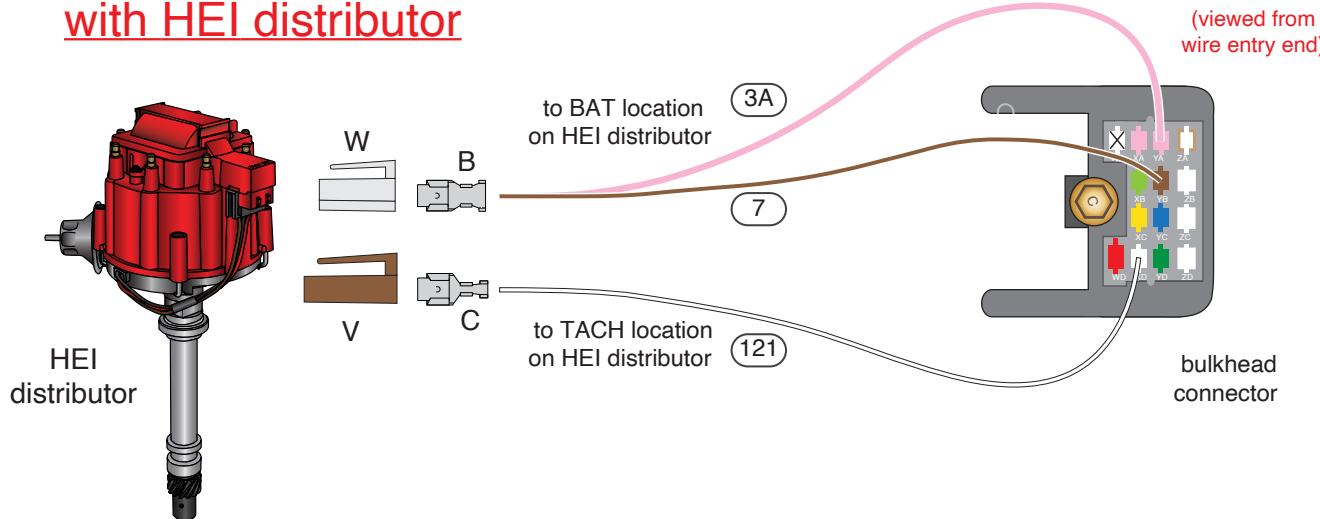 with HEI distributor
(viewed from
wire entry end)
to BAT location
on HEI distributor
3A
W
B
7
V
C
to TACH location
on HEI distributor
121
HEI
distributor
XA
YA
ZA
XB
YB
ZB
XC
YC
ZC
WD
YD
ZD
C
bulkhead
connector